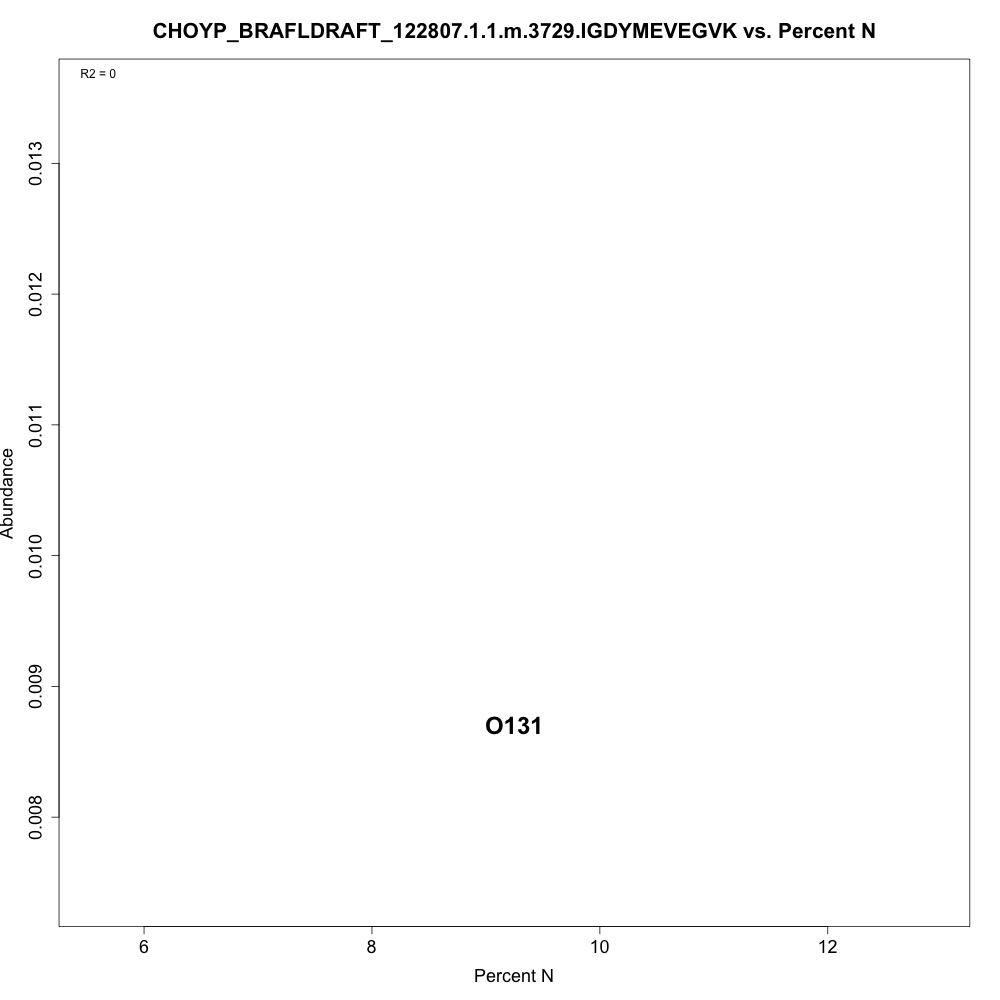 CHOYP_BRAFLDRAFT_122807.1.1.m.3729.IGDYMEVEGVK vs. Percent N
R2 = 0
0.013
0.012
0.011
0.010
0.009
0.008
Abundance
O131
6 8 10 12
Percent N